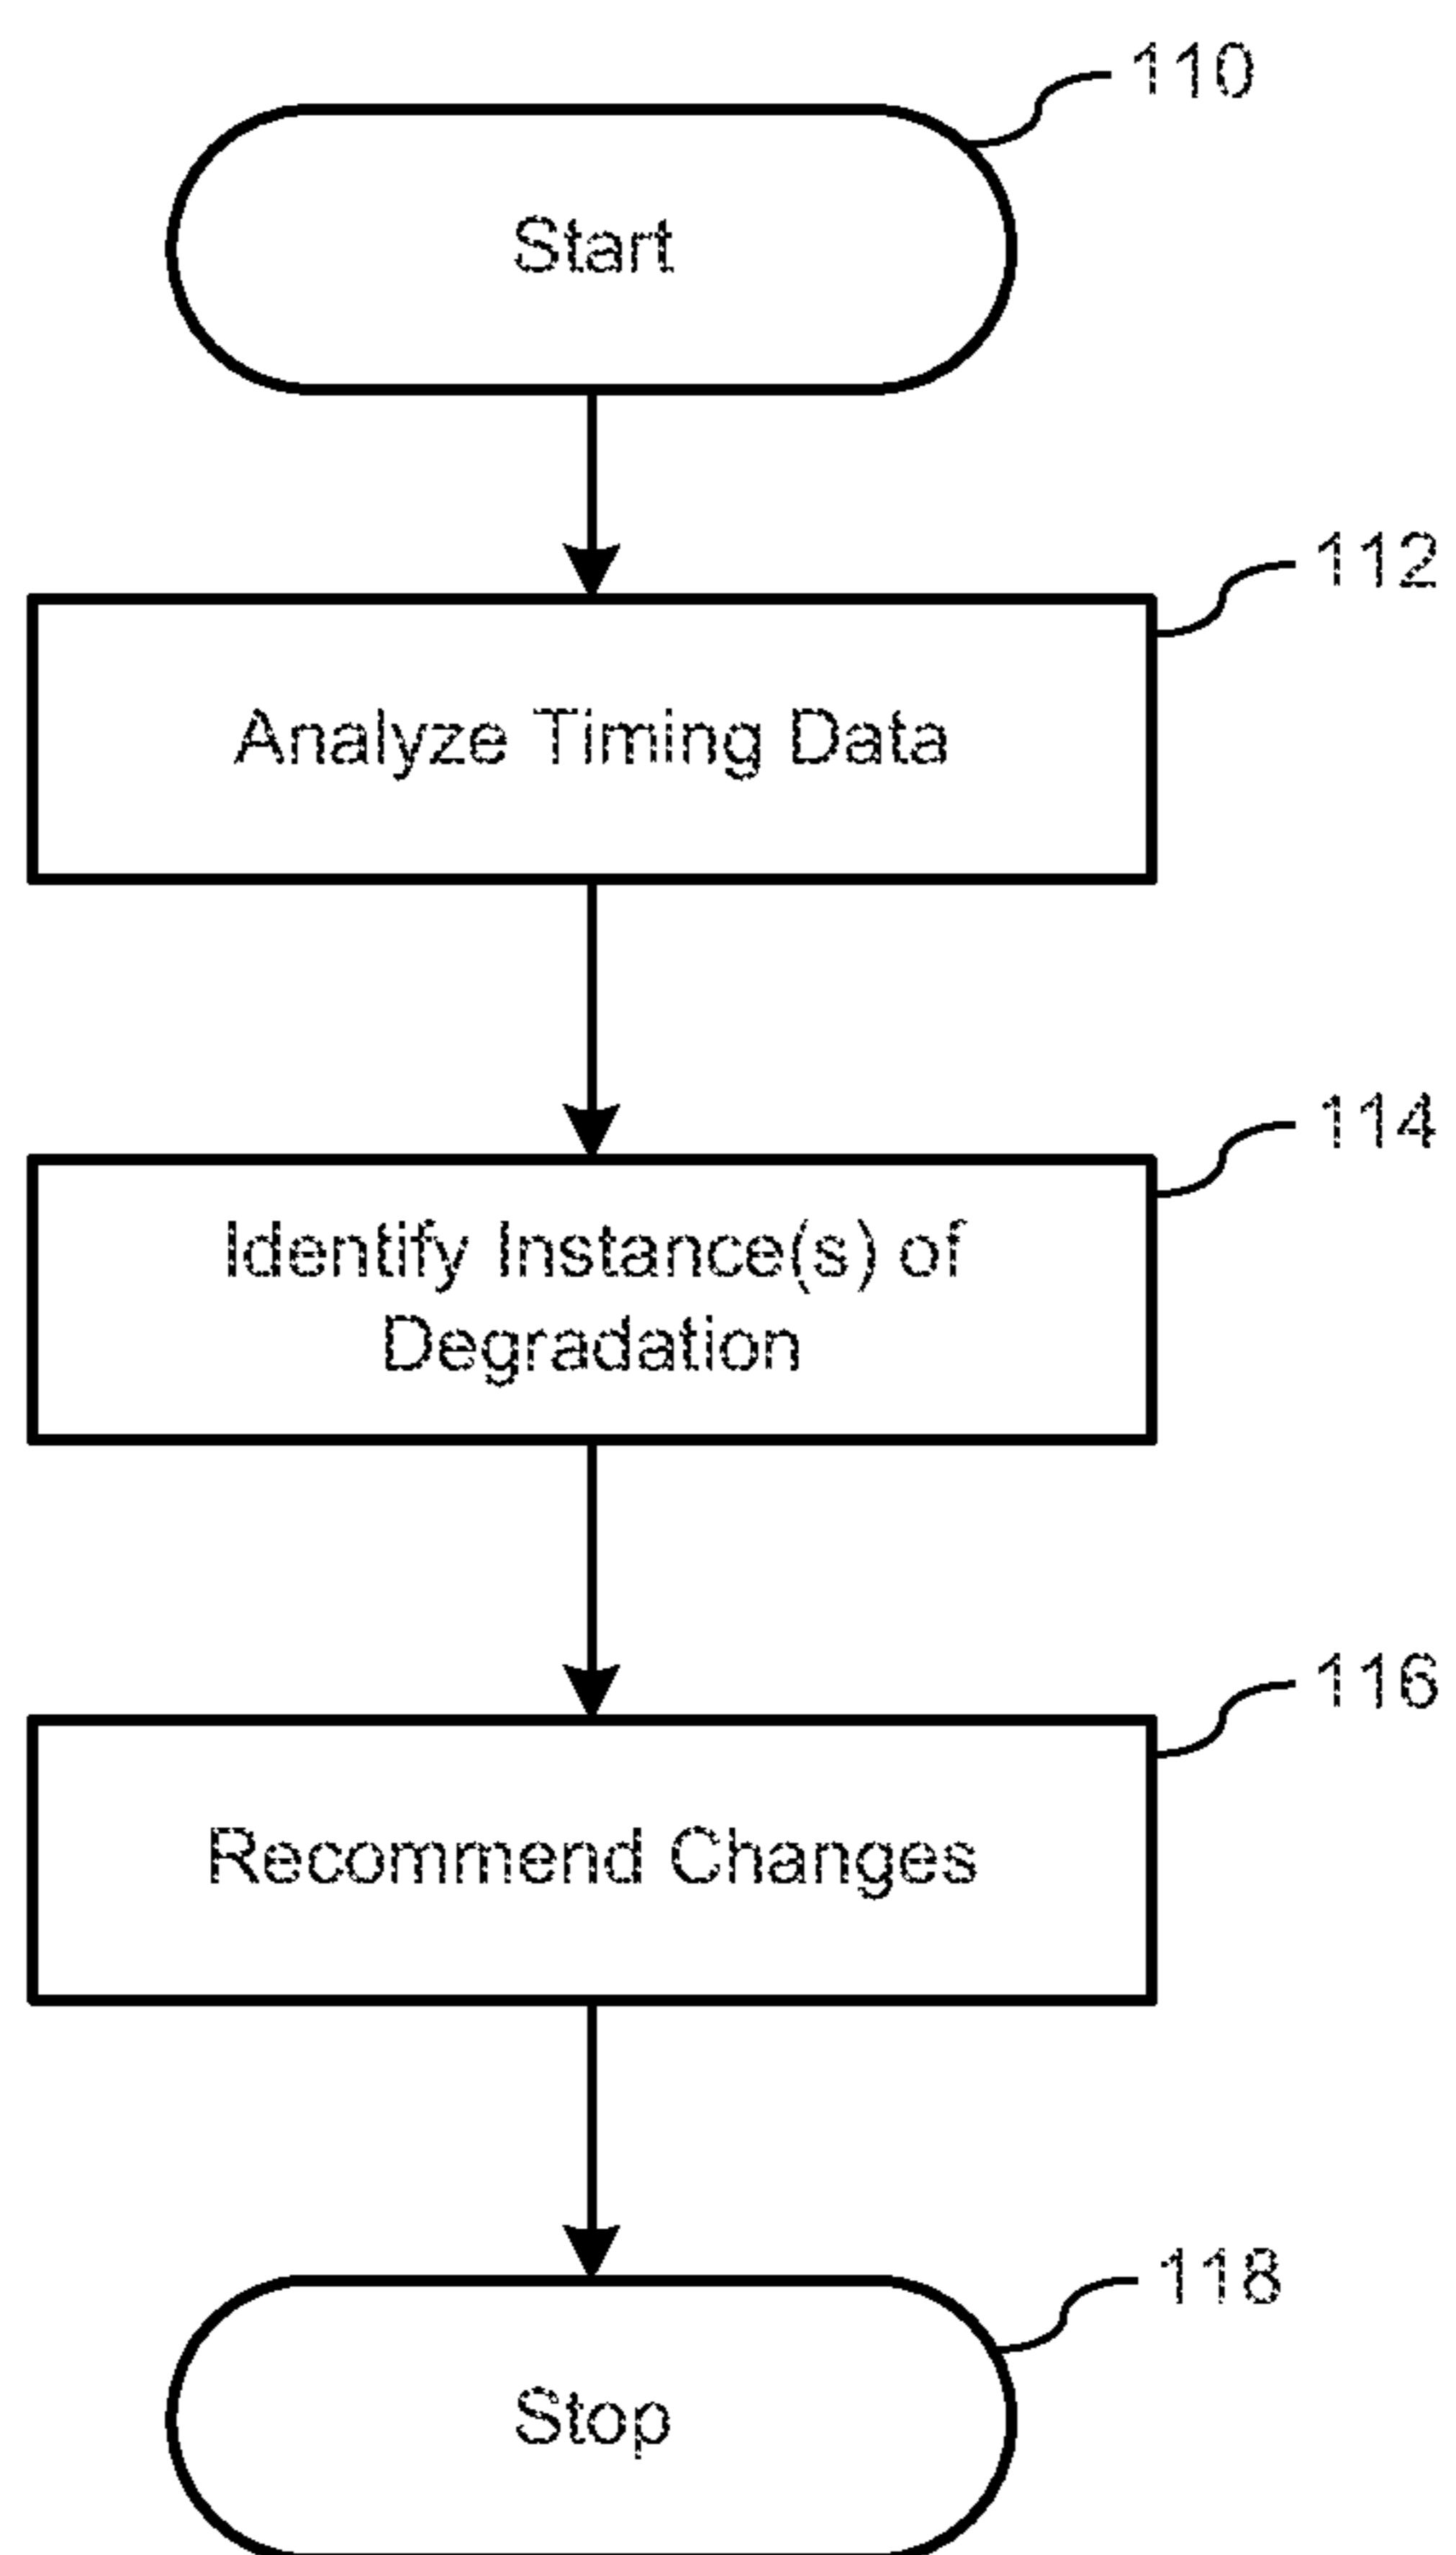 110
Start
112
Analyze Timing Data
114
Identify Instance(s) of
Degradation
116
Recommend Changes
118
Stop